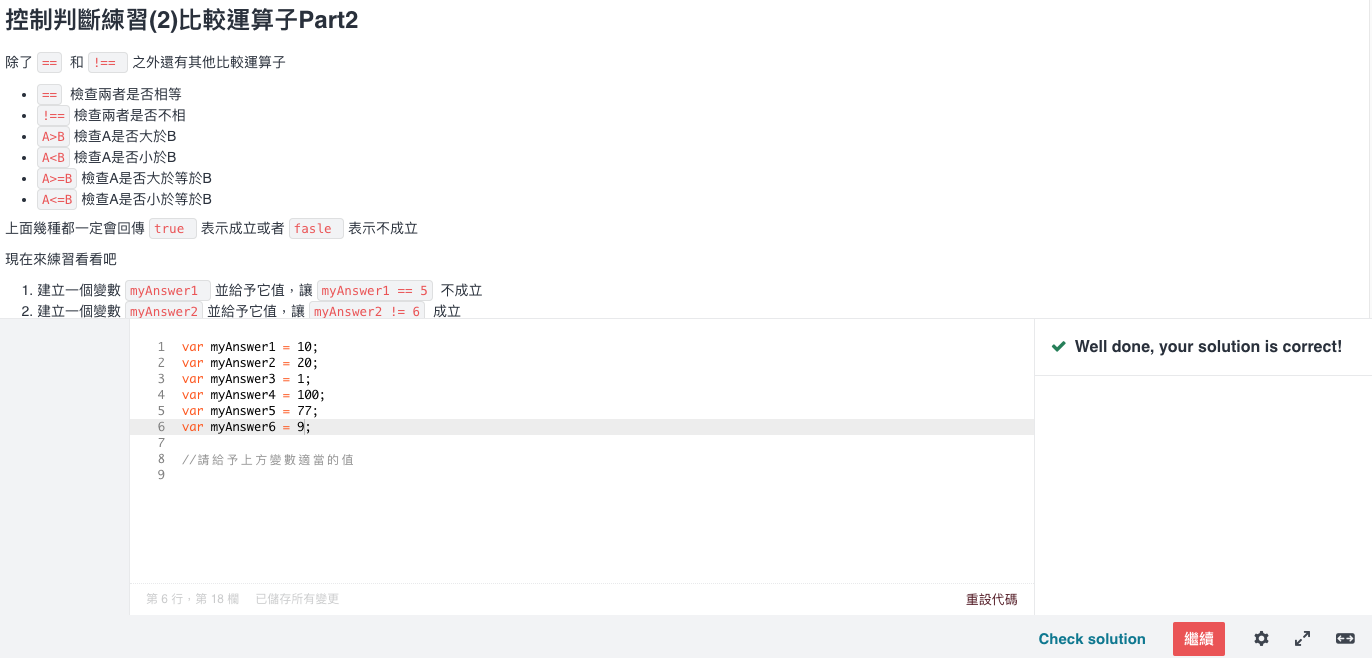 控制判斷練習(2)比較運算子Part2
除了 == 和 !== 之外還有其他比較運算子
• == 檢查兩者是否相等
• !== 檢查兩者是否不相
• A>B 檢查A是否大於B
• A<B 檢查A是否小於B
• A>=B 檢查A是否大於等於B
• A<=B 檢查A是否小於等於B
上面幾種都一定會回傳 true 表示成立或者 fasle 表示不成立
現在來練習看看吧
1. 建立一個變數 myAnswer1 並給予它值，讓 myAnswer1 == 5 不成立
2. 建立一個變數 myAnswer2 並給予它值，讓 myAnswer2 != 6 成立
1 var myAnswer1 = 10;
2 var myAnswer2 = 20;
3 var myAnswer3 = 1;
4 var myAnswer4 = 100;
5 var myAnswer5 = 77;
6 var myAnswer6 = 9;
7
8 //請給予上方變數適當的值
9
Well done, your solution is correct!
第 6 行，第 18 欄 已儲存所有變更
重設代碼
Check solution
繼續